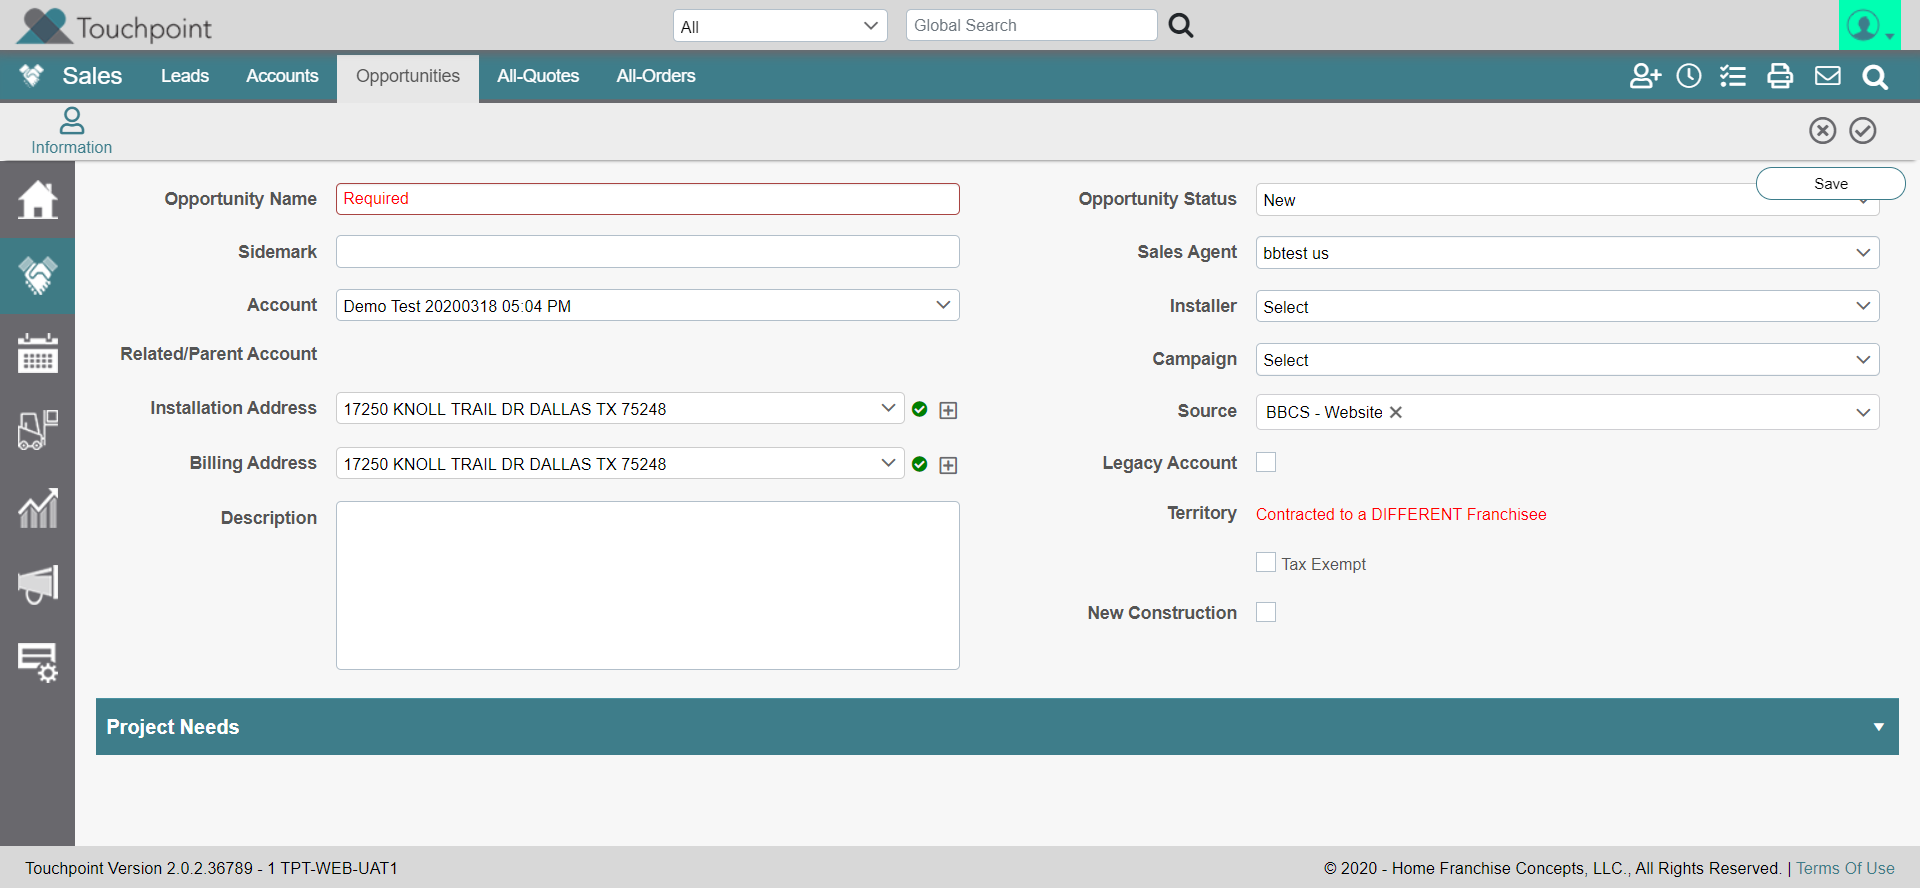 Touchpoint
All
Global Search
Sales
Leads
Accounts
Opportunities
All-Quotes
All-Orders
Information
Save
Opportunity Name
Required
Sidemark
Account
Demo Test 20200318 05:04 PM
Related/Parent Account
Installation Address
17250 KNOLL TRAIL DR DALLAS TX 75248
Billing Address
17250 KNOLL TRAIL DR DALLAS TX 75248
Description
Opportunity Status
New
Sales Agent
bbtest us
Installer
Select
Campaign
Select
Source
BBCS - Website
Legacy Account
Territory
Contracted to a DIFFERENT Franchisee
Tax Exempt
New Construction
Project Needs
Touchpoint Version 2.0.2.36789 - 1 TPT-WEB-UAT1
© 2020 - Home Franchise Concepts, LLC., All Rights Reserved. | Terms Of Use